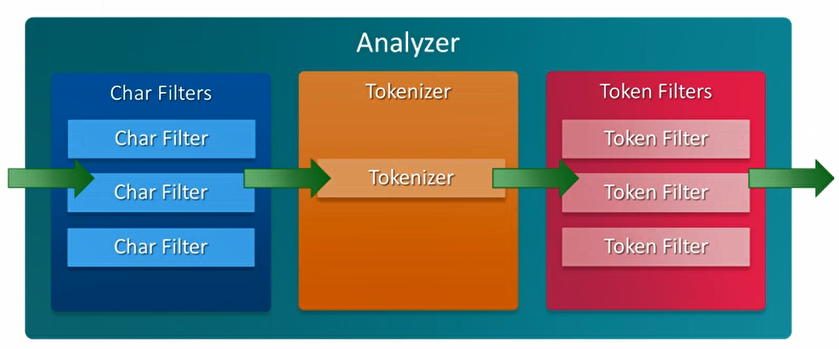 Analyzer
Char Filters
Char Filter
Char Filter
Char Filter
Tokenizer
Tokenizer
Token Filters
Token Filter
Token Filter
Token Filter